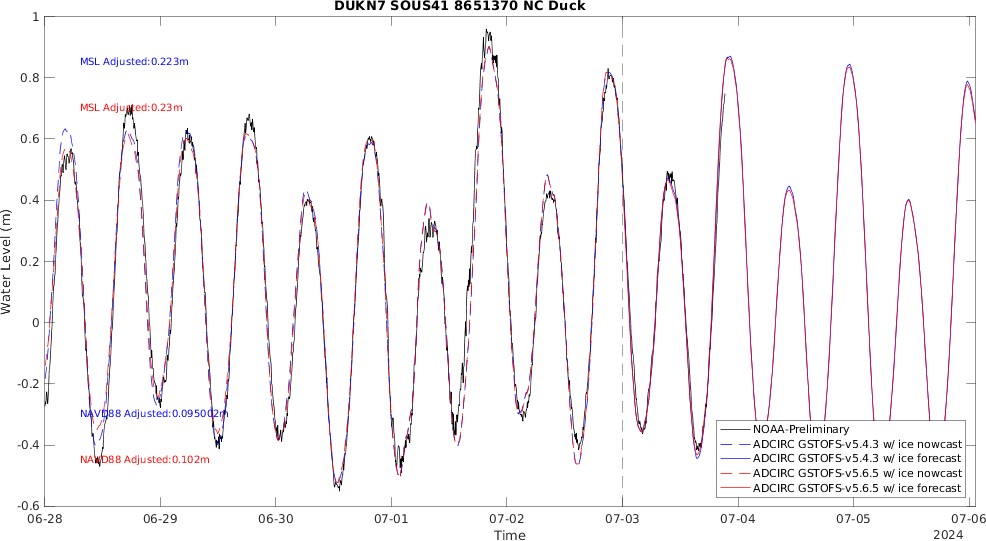 DUKN7 SOUS41 8651370 NC Duck
MSL Adjusted:0.223m
MSL Adjusted:0.23m
NAVD88 Adjusted:0.095002m
NAVD88 Adjusted:0.102m
Water Level (m)
1
0.8
0.6
0.4
0.2
0
-0.2
-0.4
-0.6
NOAA-Preliminary
ADCIRC GSTOFS-v5.4.3 w/ ice nowcast
ADCIRC GSTOFS-v5.4.3 w/ ice forecast
ADCIRC GSTOFS-v5.6.5 w/ ice nowcast
ADCIRC GSTOFS-v5.6.5 w/ ice forecast
06-28 06-29 06-30 07-01 07-02 07-03 07-04 07-05 07-06
Time
2024